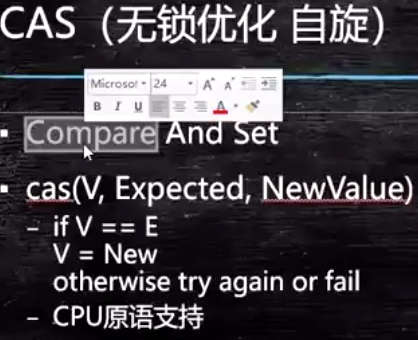 CAS（无锁优化 自旋）
Microsof 24
B I U
Compare And Set
cas(V, Expected, NewValue)
– if V == E
V = New
otherwise try again or fail
– CPU原语支持